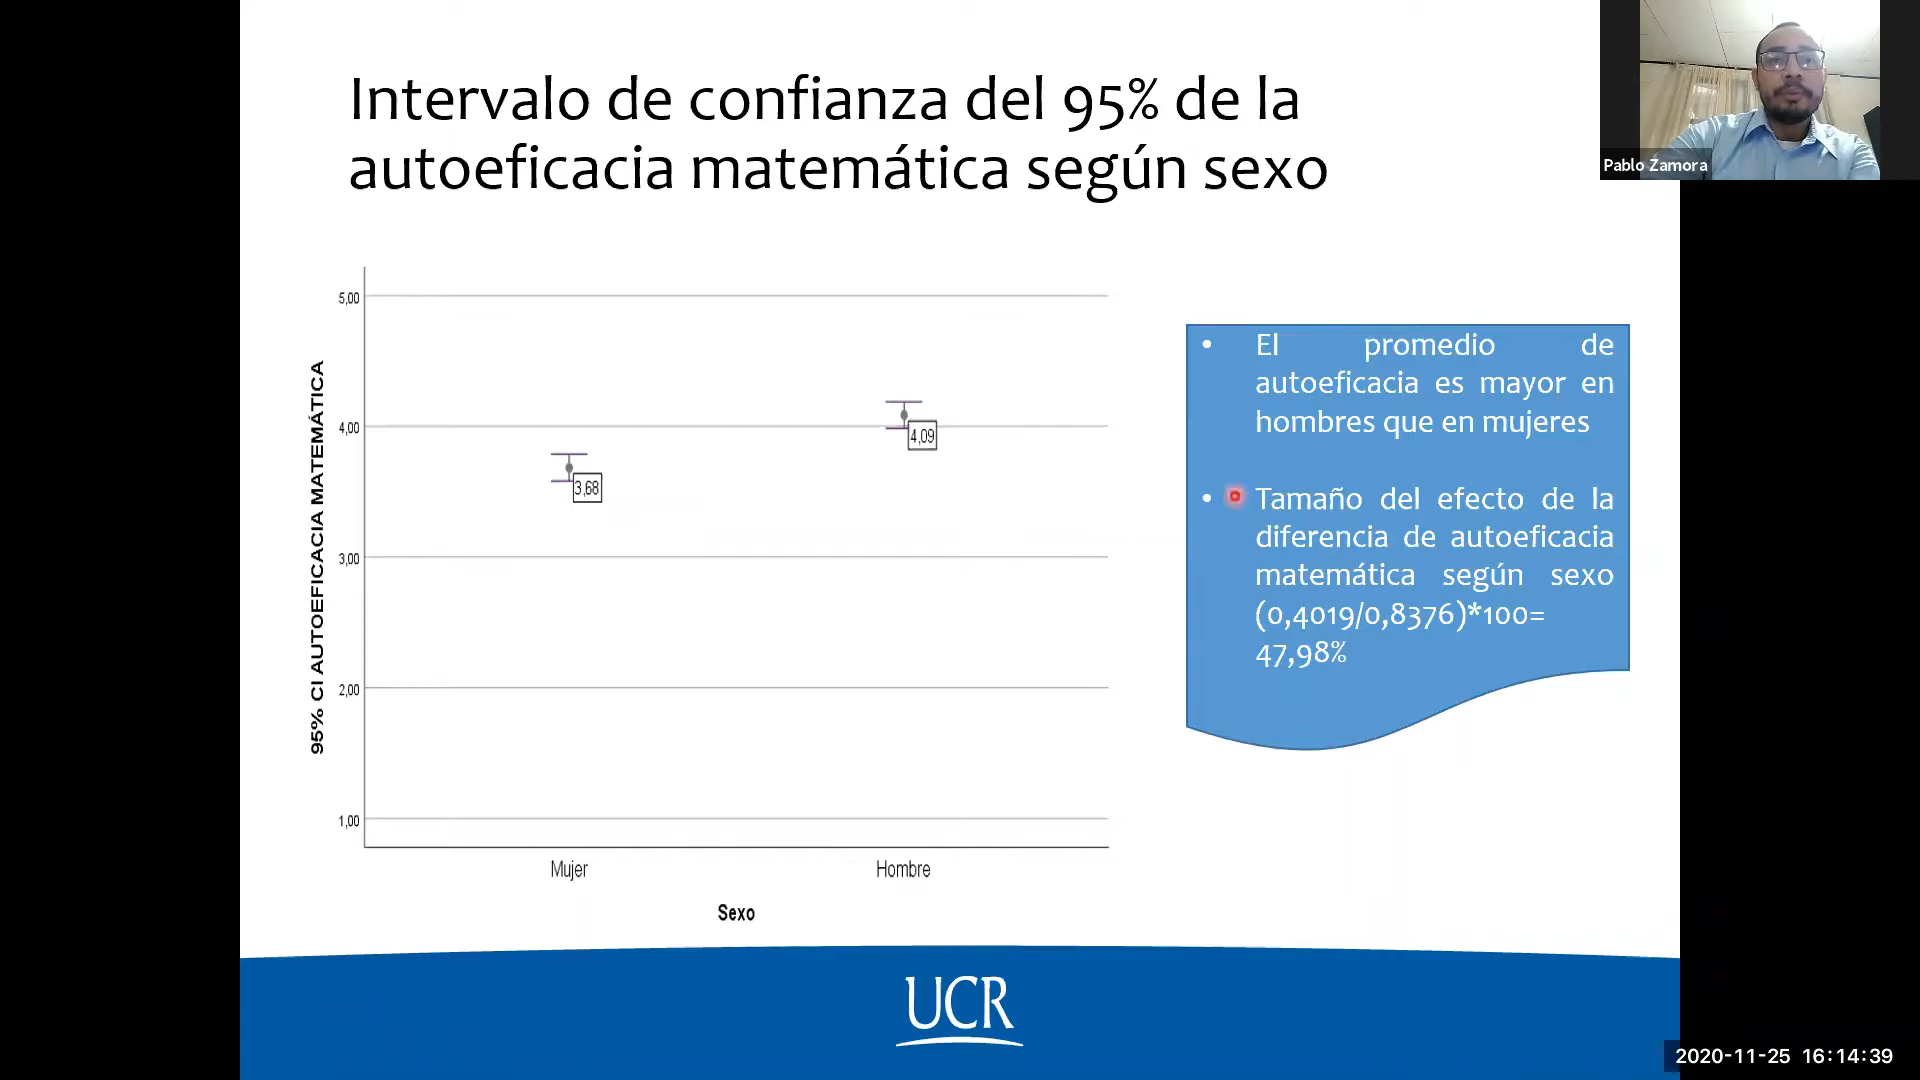 Intervalo de confianza del 95% de la
autoeficacia matemática según sexo
Pablo Zamora
95% CI AUTOEFICACIA MATEMÁTICA
5,00
4,00
3,00
2,00
1,00
3,68
4,09
Mujer
Hombre
Sexo
• El promedio de
autoeficacia es mayor en
hombres que en mujeres
• Tamaño del efecto de la
diferencia de autoeficacia
matemática según sexo
(0,4019/0,8376)*100=
47,98%
UCR
2020-11-25 16:14:39